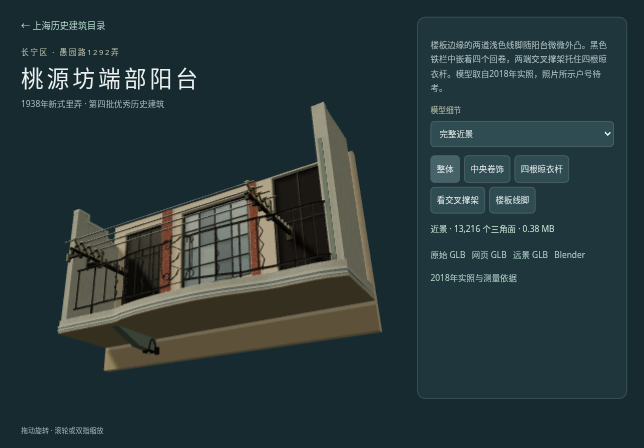 ← 上海历史建筑目录
长宁区 · 愚园路1292弄
桃源坊端部阳台
1938年新式里弄 · 第四批优秀历史建筑
拖动旋转 · 滚轮或双指缩放
楼板边缘的两道浅色线脚随阳台微微外凸。黑色
铁栏中嵌着四个回卷，两端交叉撑架托住四根晾
衣杆。模型取自2018年实照，照片所示户号待
考。
模型细节
完整近景
整体 中央卷饰 四根晾衣杆
看交叉撑架 楼板线脚
近景 · 13,216 个三角面 · 0.38 MB
原始 GLB 网页 GLB 远景 GLB Blender
2018年实照与测量依据